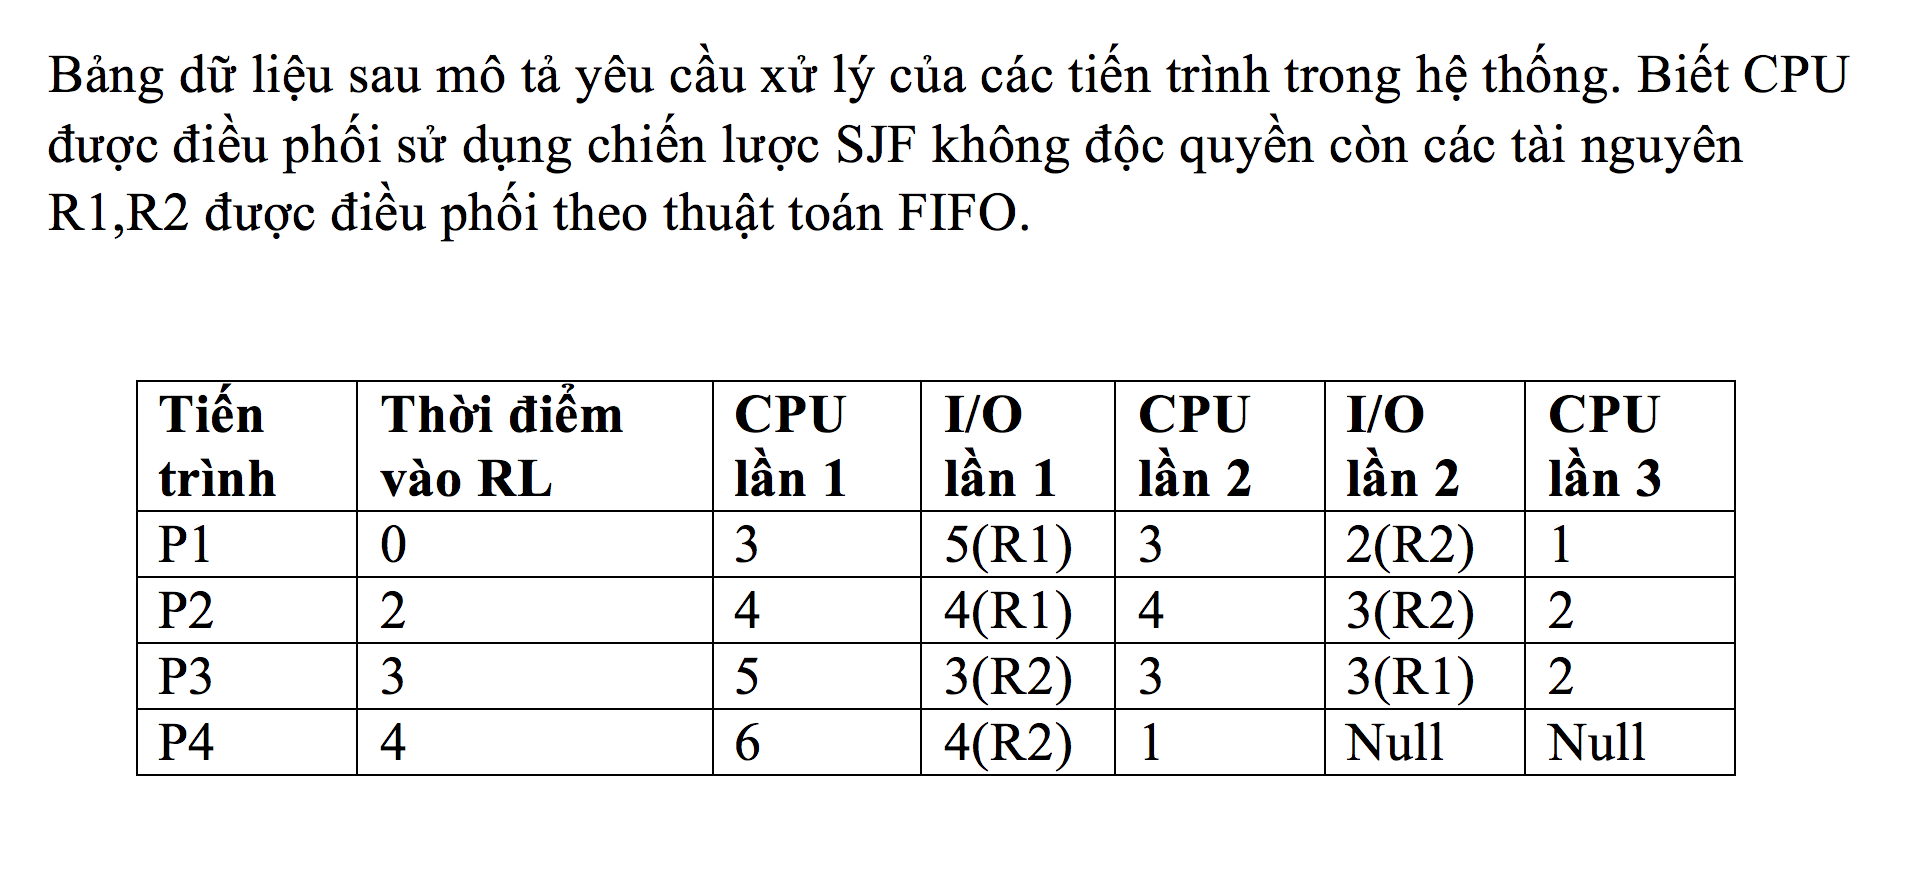 Bảng dữ liệu sau mô tả yêu cầu xử lý của các tiến trình trong hệ thống. Biết CPU
được điều phối sử dụng chiến lược SJF không độc quyền còn các tài nguyên
R1,R2 được điều phối theo thuật toán FIFO.
Tiến trình Thời điểm vào RL CPU lần 1 I/O lần 1 CPU lần 2 I/O lần 2 CPU lần 3
P1 0 3 5(R1) 3 2(R2) 1
P2 2 4 4(R1) 4 3(R2) 2
P3 3 5 3(R2) 3 3(R1) 2
P4 4 6 4(R2) 1 Null Null